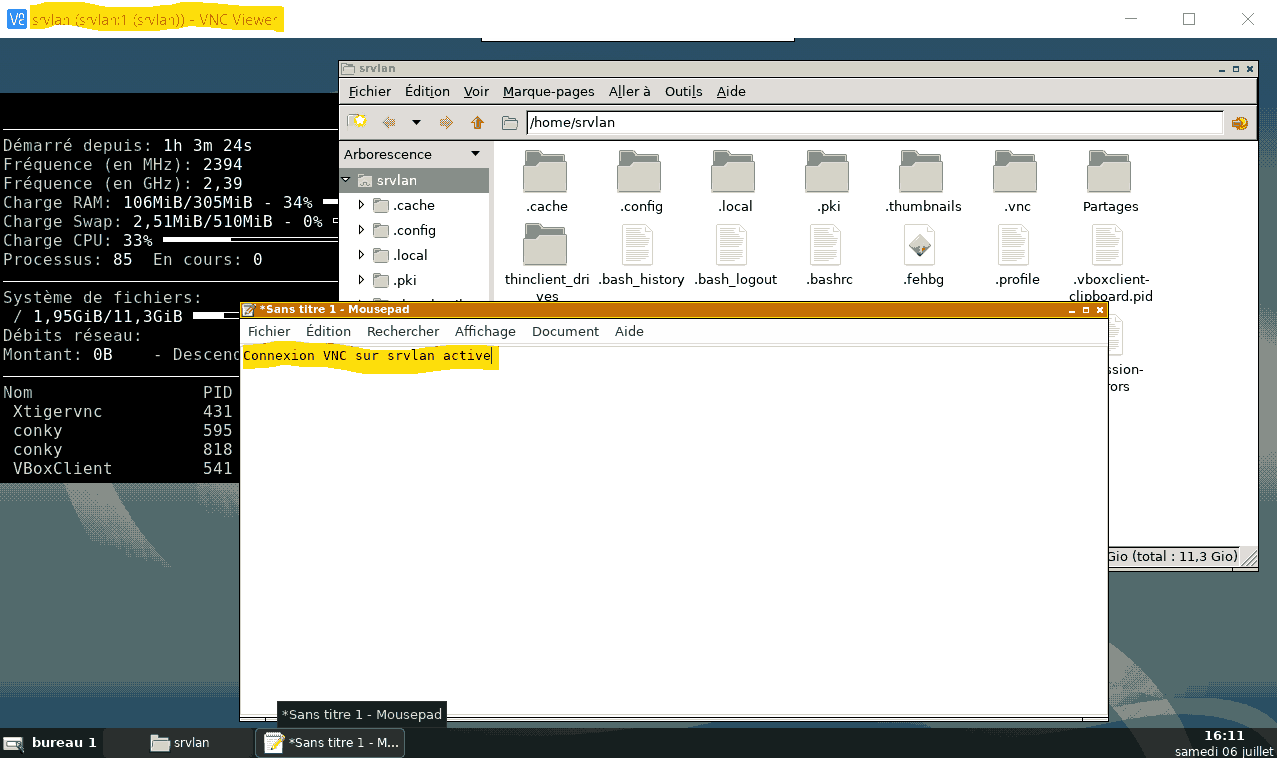 srvlan (srvlan:1 (srvlan)) - VNC Viewer
srvlan
Fichier Édition Voir Marque-pages Aller à Outils Aide
/home/srvlan
Démarré depuis: 1h 3m 24s
Fréquence (en MHz): 2394
Fréquence (en GHz): 2,39
Charge RAM: 106MiB/305MiB - 34%
Charge Swap: 2,51MiB/510MiB - 0%
Charge CPU: 33%
Processus: 85 En cours: 0
Système de fichiers:
/ 1,95GiB/11,3GiB
Débits réseau:
Montant: 0B - Descend
Nom PID
Xtigervnc 431
conky 595
conky 818
VBoxClient 541
Arborescence
srvlan
.cache
.config
.local
.pki
.cache .config .local .pki .thumbnails .vnc Partages
thinclient_dri
ves
.bash_history .bash_logout .bashrc .fehbg .profile .vboxclient-
clipboard.pid
ssion-
rors
Gio (total : 11,3 Gio)
*Sans titre 1 - Mousepad
Fichier Édition Rechercher Affichage Document Aide
Connexion VNC sur srvlan active
*Sans titre 1 - Mousepad
bureau 1 srvlan *Sans titre 1 - M...
16:11
samedi 06 juillet